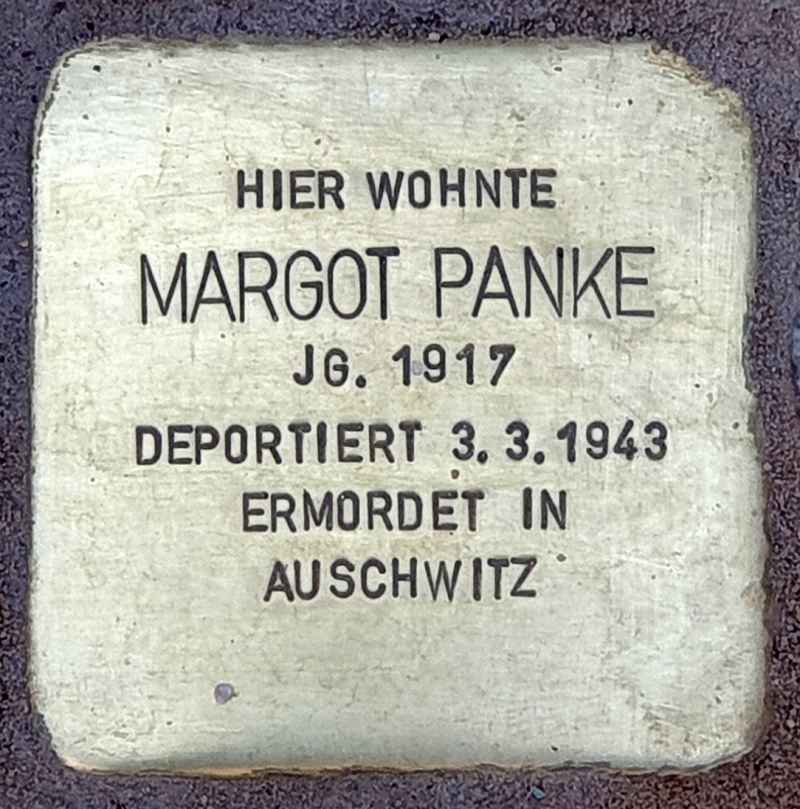 HIER WOHNTE
MARGOT PANKE
JG. 1917
DEPORTIERT 3.3.1943
ERMORDET IN
AUSCHWITZ